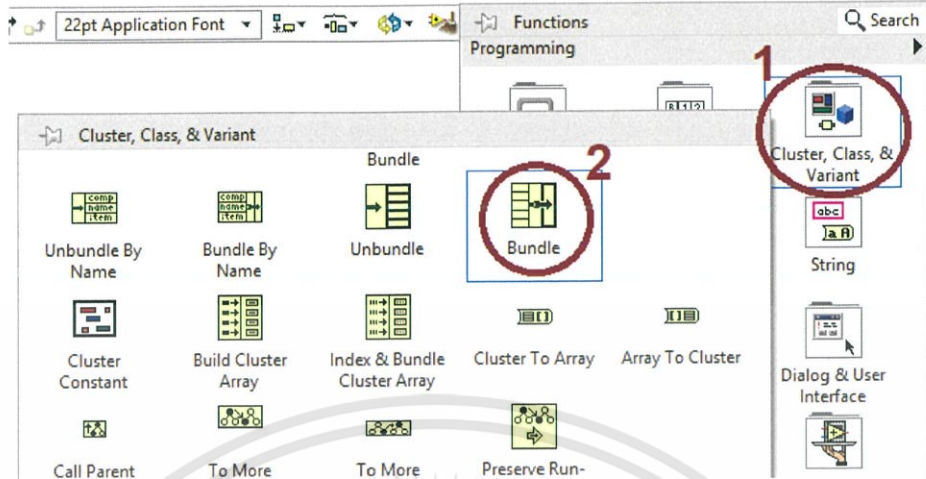 22pt Application Font
Functions
Search
Programming
1
Cluster, Class, &
Variant
Cluster, Class, & Variant
Bundle
2
Unbundle By
Name
Bundle By
Name
Unbundle
Bundle
abc
String
Cluster
Constant
Build Cluster
Array
Index & Bundle
Cluster Array
Cluster To Array
Array To Cluster
Dialog & User
Interface
Call Parent
To More
To More
Preserve Run-